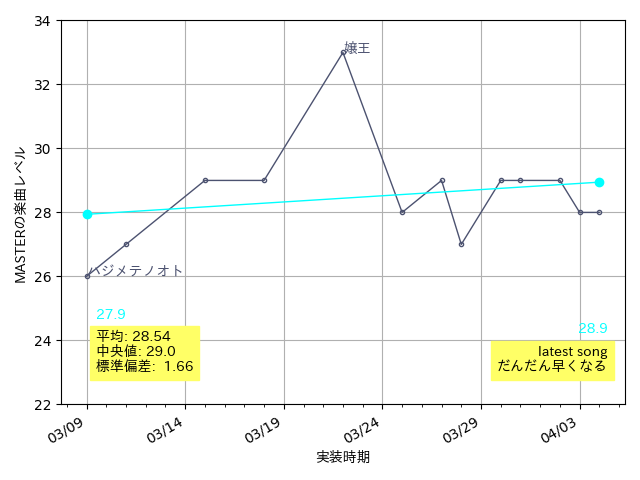 34
32
30
28
26
24
22
MASTERの楽曲レベル
嬢王
ハジメテノオト
27.9
平均: 28.54
中央値: 29.0
標準偏差: 1.66
28.9
latest song
だんだん早くなる
03/09
03/14
03/19
03/24
03/29
04/03
実装時期